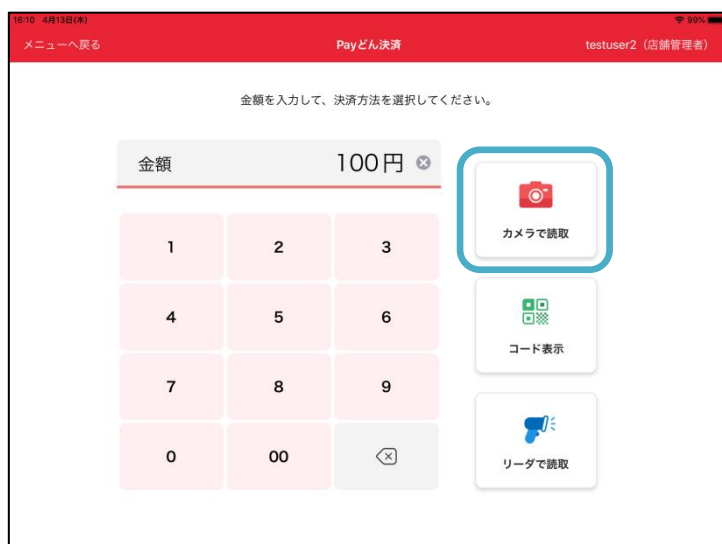 16:10 4月13日(木) 99%
メニューへ戻る Payどん決済 testuser2（店舗管理者）
金額を入力して、決済方法を選択してください。
金額 100円
カメラで読取
1 2 3
4 5 6
コード表示
7 8 9
0 00
リーダで読取